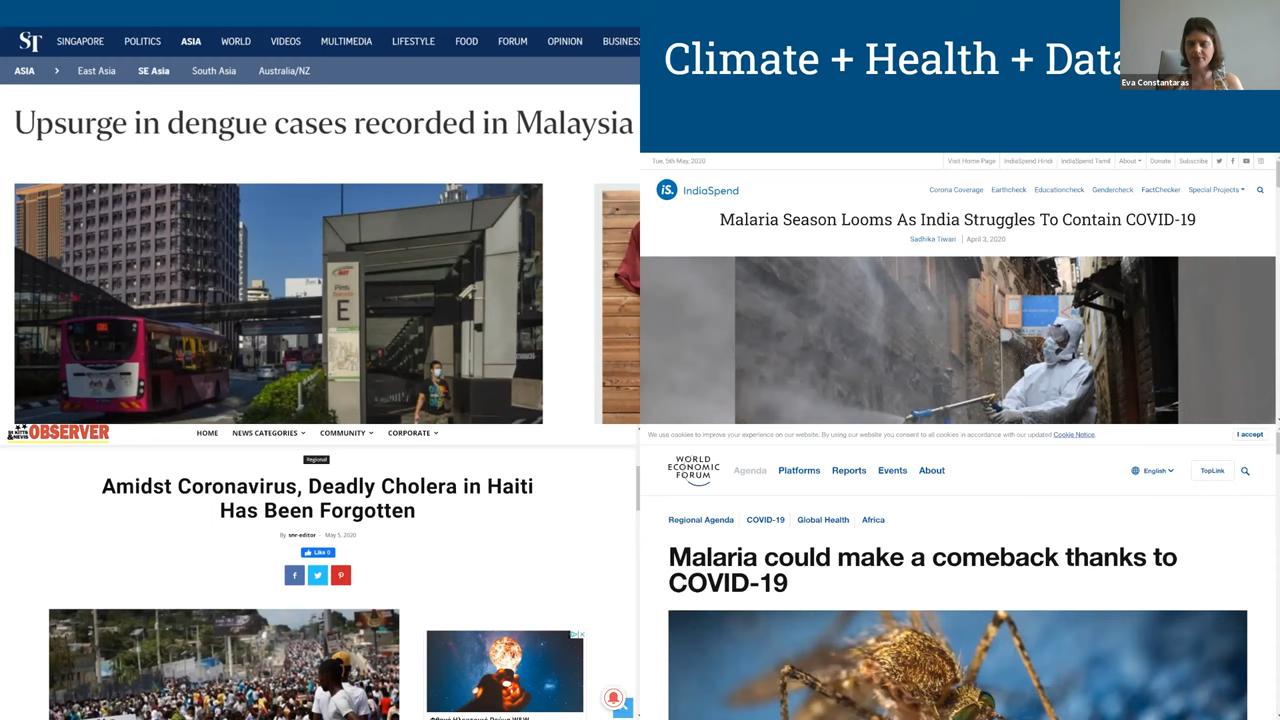 ST SINGAPORE POLITICS ASIA WORLD VIDEOS MULTIMEDIA LIFESTYLE FOOD FORUM OPINION BUSINES
ASIA > East Asia SE Asia South Asia Australia/NZ
Upsurge in dengue cases recorded in Malaysia
E
Climate + Health + Data
Eva Constantaras
Tue, 5th May, 2020
Visit Home Page IndiaSpend Hindi IndiaSpend Tamil About Donate Subscribe
iS. IndiaSpend
Corona Coverage Earthcheck Educationcheck Gendercheck FactChecker Special Projects
Malaria Season Looms As India Struggles To Contain COVID-19
Sadhika Tiwari | April 3, 2020
ST KITTS
& NEVIS OBSERVER
HOME NEWS CATEGORIES COMMUNITY CORPORATE
Regional
Amidst Coronavirus, Deadly Cholera in Haiti
Has Been Forgotten
By snr-editor - May 5, 2020
Like 0
We use cookies to improve your experience on our website. By using our website you consent to all cookies in accordance with our updated Cookie Notice.
I accept
WORLD
ECONOMIC
FORUM
Agenda Platforms Reports Events About
English TopLink
Regional Agenda COVID-19 Global Health Africa
Malaria could make a comeback thanks to
COVID-19